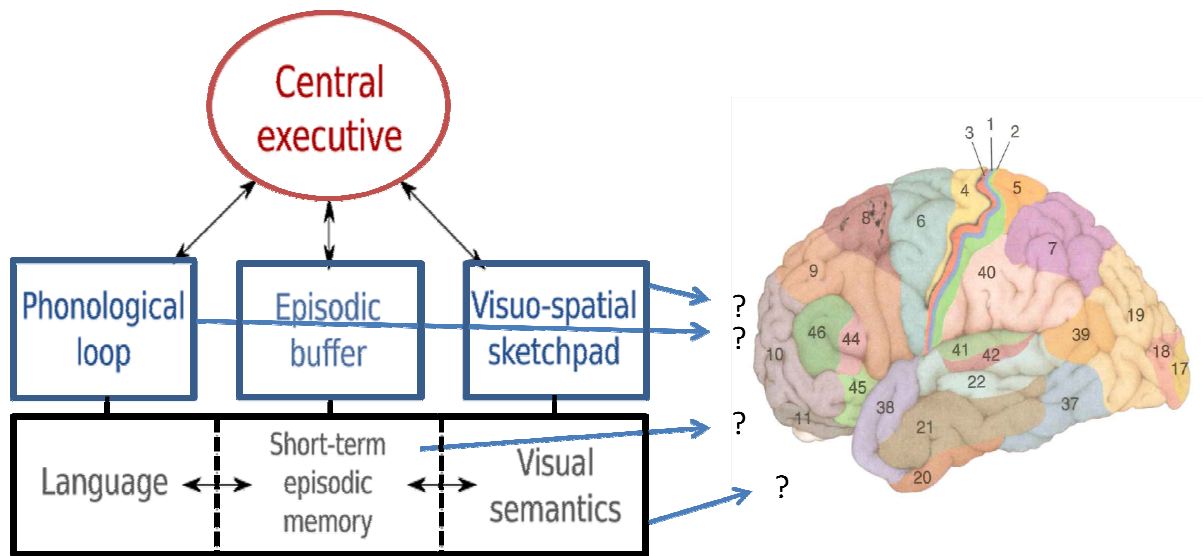 Central
executive
Phonological
loop
Episodic
buffer
Visuo-spatial
sketchpad
Language
Short-term
episodic
memory
Visual
semantics
?
?
?
?
1
3 2
4 5
8 6
7
9 40
19
46 44
10 41 42 39 18 17
22
45
38 37
11 21
20